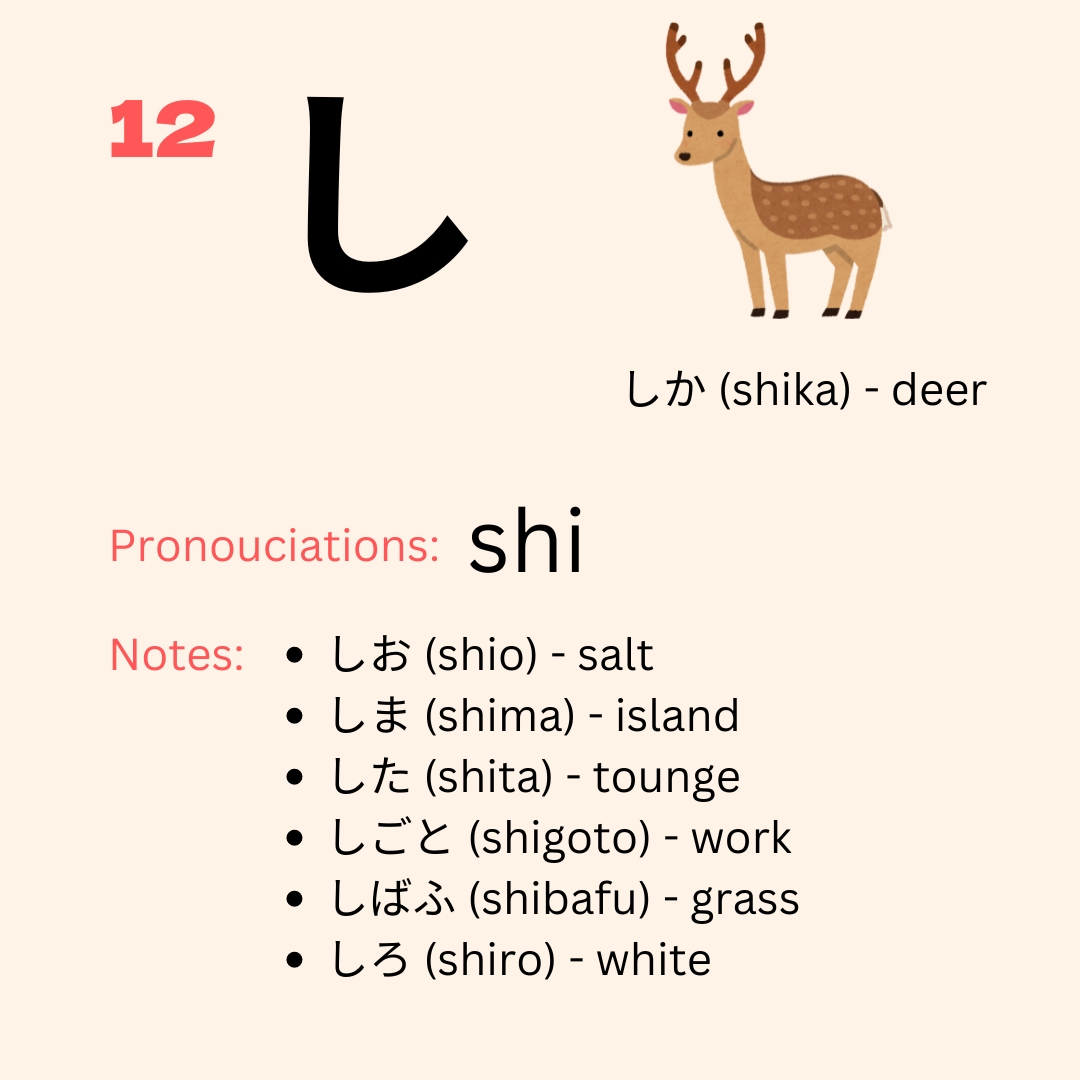 12 し
しか (shika) - deer
Pronouciations: shi
Notes: • しお (shio) - salt
• しま (shima) - island
• した (shita) - tounge
• しごと (shigoto) - work
• しばふ (shibafu) - grass
• しろ (shiro) - white